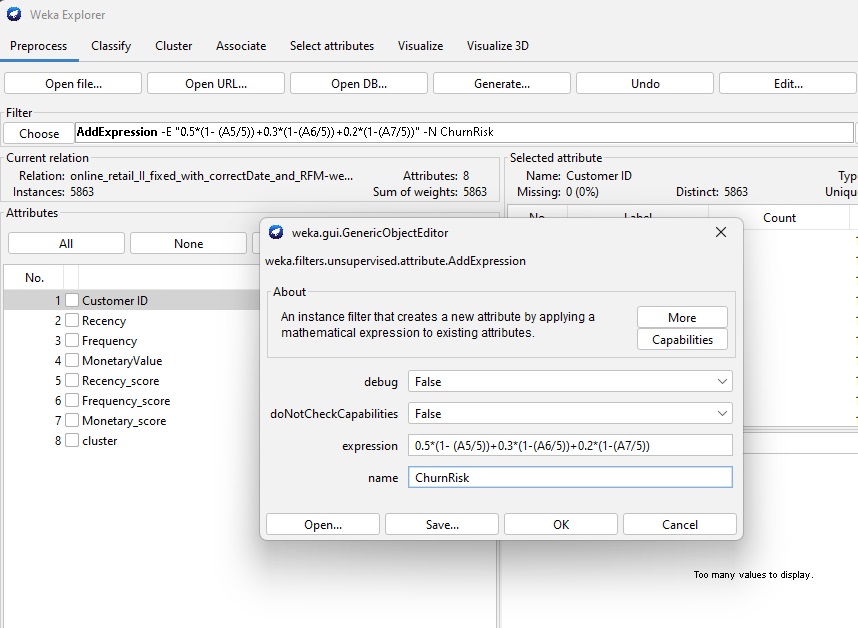 Weka Explorer
Preprocess Classify Cluster Associate Select attributes Visualize Visualize 3D
Open file... Open URL... Open DB... Generate... Undo Edit...
Filter
Choose AddExpression -E "0.5*(1- (A5/5))+0.3*(1-(A6/5))+0.2*(1-(A7/5))" -N ChurnRisk
Current relation
Relation: online_retail_II_fixed_with_correctDate_and_RFM-we... Attributes: 8
Instances: 5863 Sum of weights: 5863
Selected attribute
Name: Customer ID Typ
Missing: 0 (0%) Distinct: 5863 Uniqu
No. Label Count
Attributes
All None
No.
1 Customer ID
2 Recency
3 Frequency
4 MonetaryValue
5 Recency_score
6 Frequency_score
7 Monetary_score
8 cluster
weka.gui.GenericObjectEditor
weka.filters.unsupervised.attribute.AddExpression
About
An instance filter that creates a new attribute by applying a
mathematical expression to existing attributes.
More
Capabilities
debug False
doNotCheckCapabilities False
expression 0.5*(1- (A5/5))+0.3*(1-(A6/5))+0.2*(1-(A7/5))
name ChurnRisk
Open... Save... OK Cancel
Too many values to display.